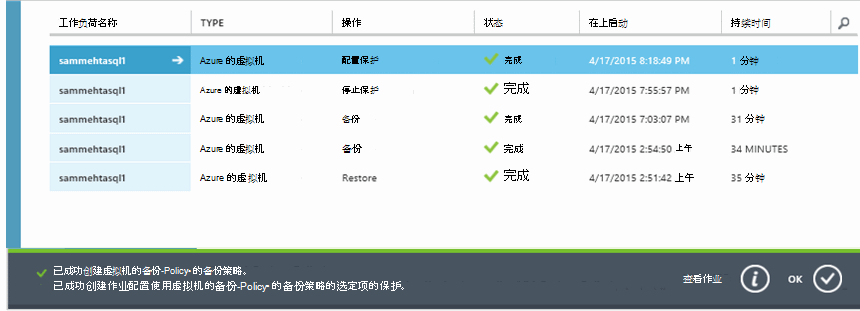 工作负荷名称 TYPE 操作 状态 在上启动 持续时间
sammehtasql1 Azure 的虚拟机 配置保护 完成 4/17/2015 8:18:49 PM 1 分钟
sammehtasql1 Azure 的虚拟机 停止保护 完成 4/17/2015 7:55:57 PM 1 分钟
sammehtasql1 Azure 的虚拟机 备份 完成 4/17/2015 7:03:07 PM 31 分钟
sammehtasql1 Azure 的虚拟机 备份 完成 4/17/2015 2:54:50 上午 34 MINUTES
sammehtasql1 Azure 的虚拟机 Restore 完成 4/17/2015 2:51:42 上午 35 分钟
已成功创建虚拟机的备份-Policy- 的备份策略。
已成功创建作业配置使用虚拟机的备份-Policy- 的备份策略的选定项的保护。
查看作业 OK